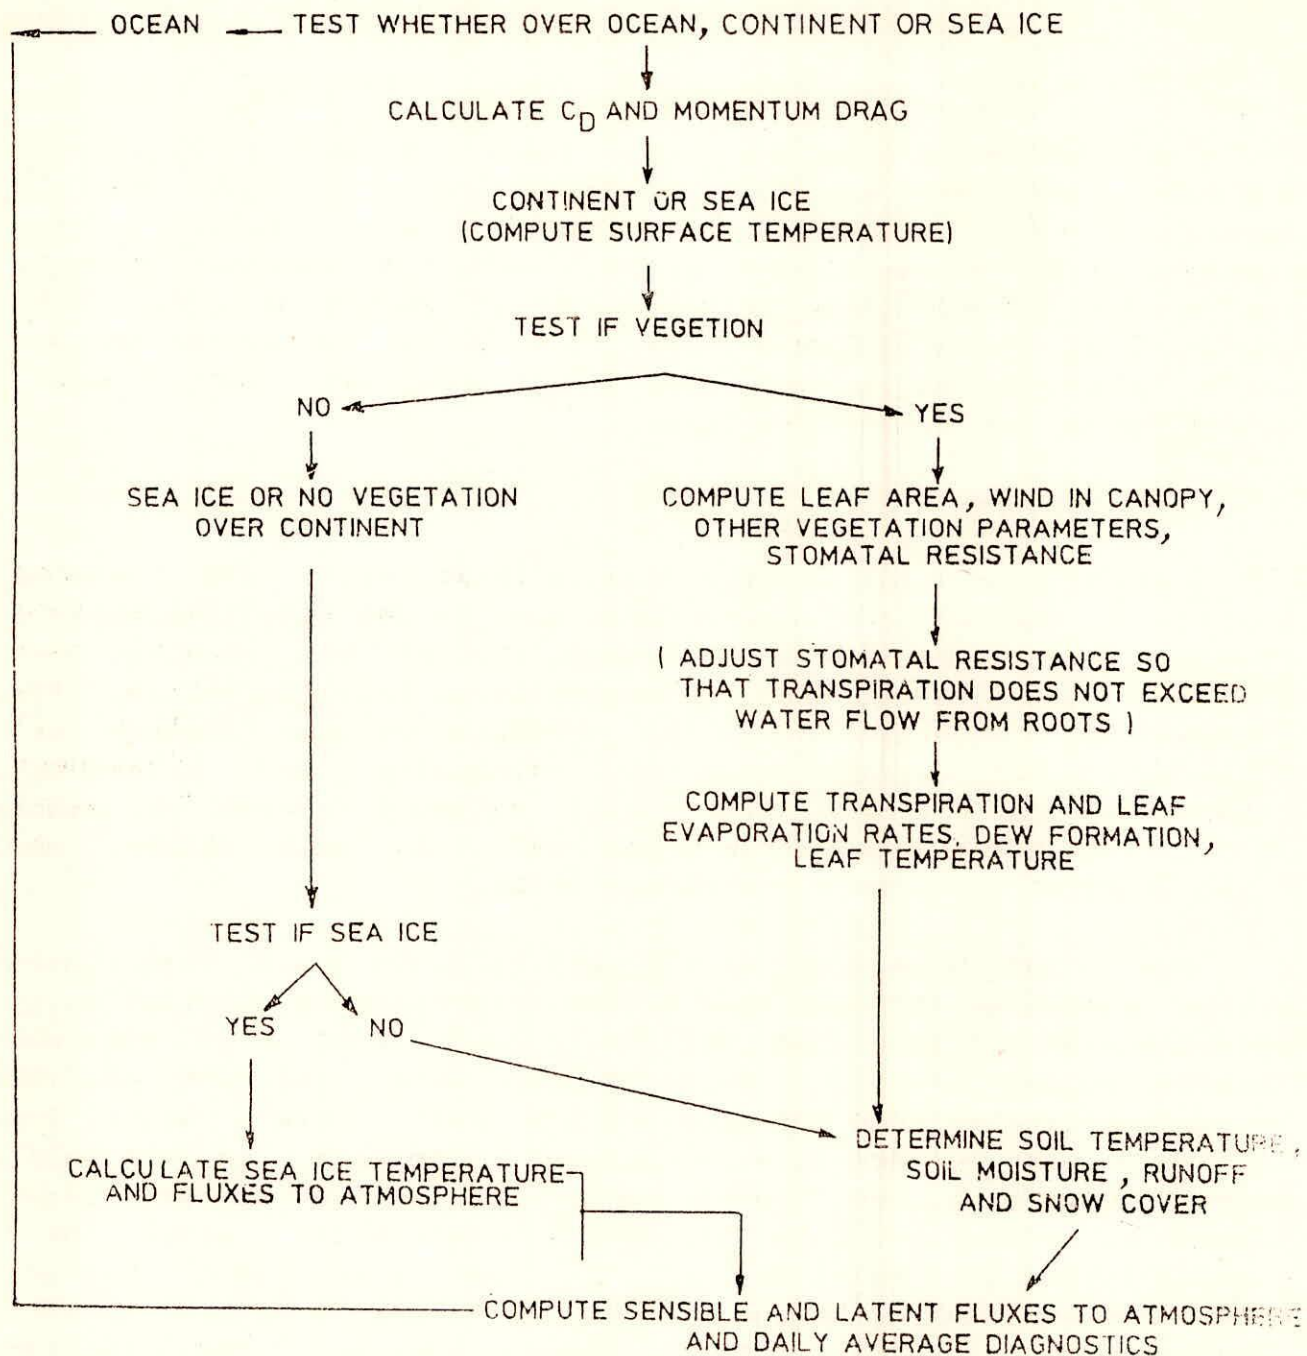 OCEAN TEST WHETHER OVER OCEAN, CONTINENT OR SEA ICE
CALCULATE CD AND MOMENTUM DRAG
CONTINENT OR SEA ICE
(COMPUTE SURFACE TEMPERATURE)
TEST IF VEGETION
NO
YES
SEA ICE OR NO VEGETATION
OVER CONTINENT
COMPUTE LEAF AREA, WIND IN CANOPY,
OTHER VEGETATION PARAMETERS,
STOMATAL RESISTANCE
( ADJUST STOMATAL RESISTANCE SO
THAT TRANSPIRATION DOES NOT EXCEED
WATER FLOW FROM ROOTS )
COMPUTE TRANSPIRATION AND LEAF
EVAPORATION RATES, DEW FORMATION,
LEAF TEMPERATURE
TEST IF SEA ICE
YES
NO
CALCULATE SEA ICE TEMPERATURE
AND FLUXES TO ATMOSPHERE
DETERMINE SOIL TEMPERATURE,
SOIL MOISTURE, RUNOFF
AND SNOW COVER
COMPUTE SENSIBLE AND LATENT FLUXES TO ATMOSPHERE
AND DAILY AVERAGE DIAGNOSTICS